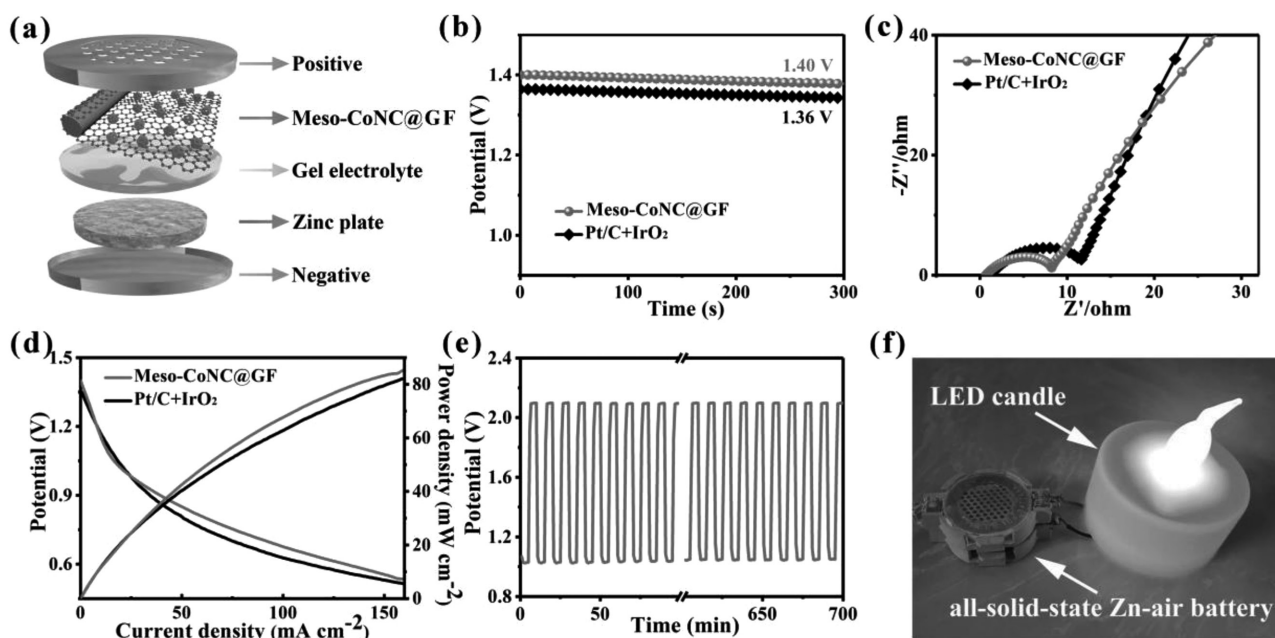 (a)
Positive
Meso-CoNC@GF
Gel electrolyte
Zinc plate
Negative
(b)
Potential (V)
1.4
1.2
1.0
1.40 V
1.36 V
Meso-CoNC@GF
Pt/C+IrO₂
0
100
200
300
Time (s)
(c)
-Z''/ohm
40
20
0
Meso-CoNC@GF
Pt/C+IrO₂
0
10
20
30
Z'/ohm
(d)
Potential (V)
1.5
1.2
0.9
0.6
Meso-CoNC@GF
Pt/C+IrO₂
80
60
40
20
0
Power density (mW cm⁻²)
0
50
100
150
Current density (mA cm⁻²)
(e)
Potential (V)
2.4
2.0
1.6
1.2
0.8
0
50
650
700
Time (min)
(f)
LED candle
all-solid-state Zn-air battery